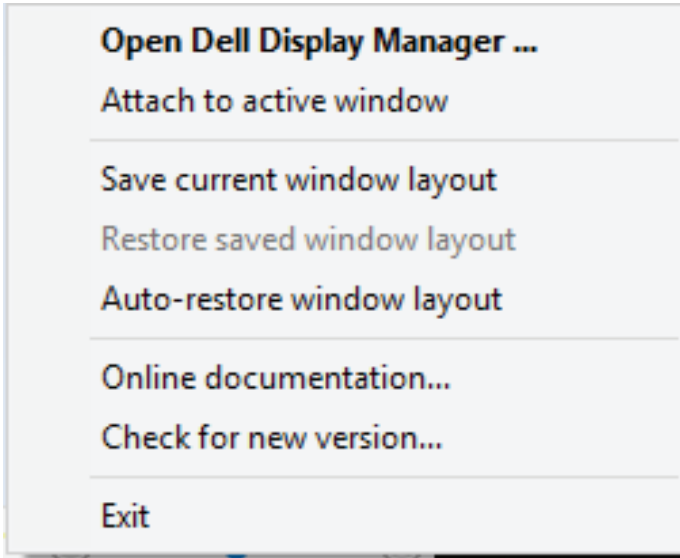 Open Dell Display Manager ...
Attach to active window
Save current window layout
Restore saved window layout
Auto-restore window layout
Online documentation...
Check for new version...
Exit